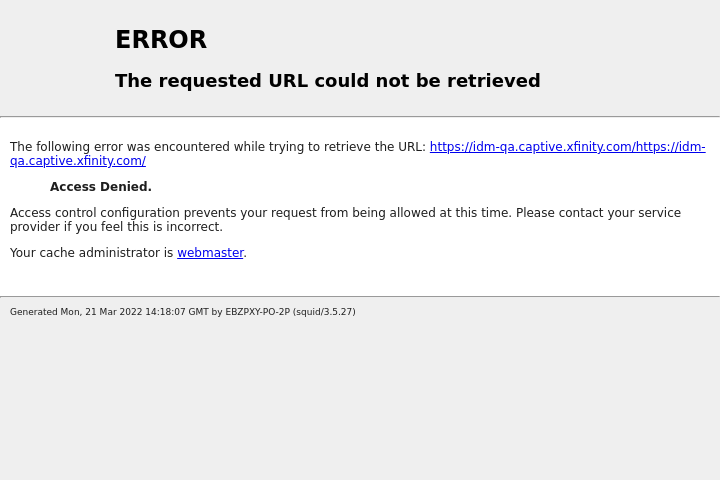 ERROR
The requested URL could not be retrieved
The following error was encountered while trying to retrieve the URL: https://idm-qa.captive.xfinity.com/https://idm-
qa.captive.xfinity.com/
Access Denied.
Access control configuration prevents your request from being allowed at this time. Please contact your service
provider if you feel this is incorrect.
Your cache administrator is webmaster.
Generated Mon, 21 Mar 2022 14:18:07 GMT by EBZPXY-PO-2P (squid/3.5.27)